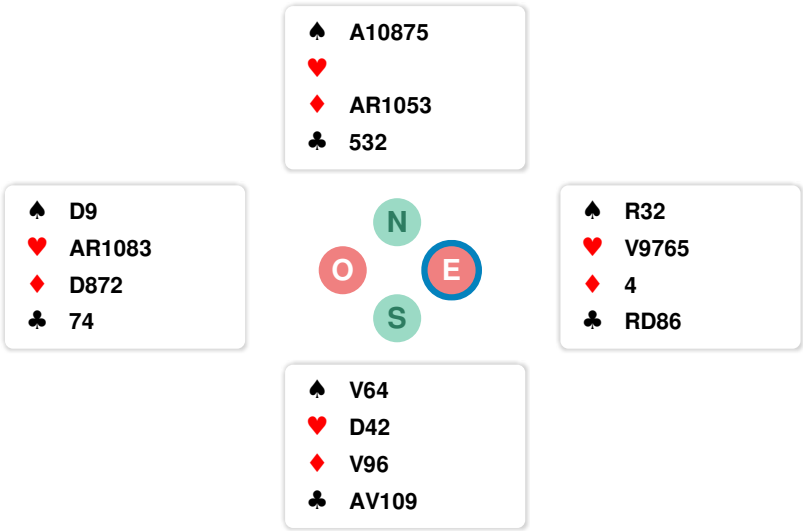 ♠ A10875
♥
♦ AR1053
♣ 532
♠ D9
♥ AR1083
♦ D872
♣ 74
N
O E
S
♠ R32
♥ V9765
♦ 4
♣ RD86
♠ V64
♥ D42
♦ V96
♣ AV109